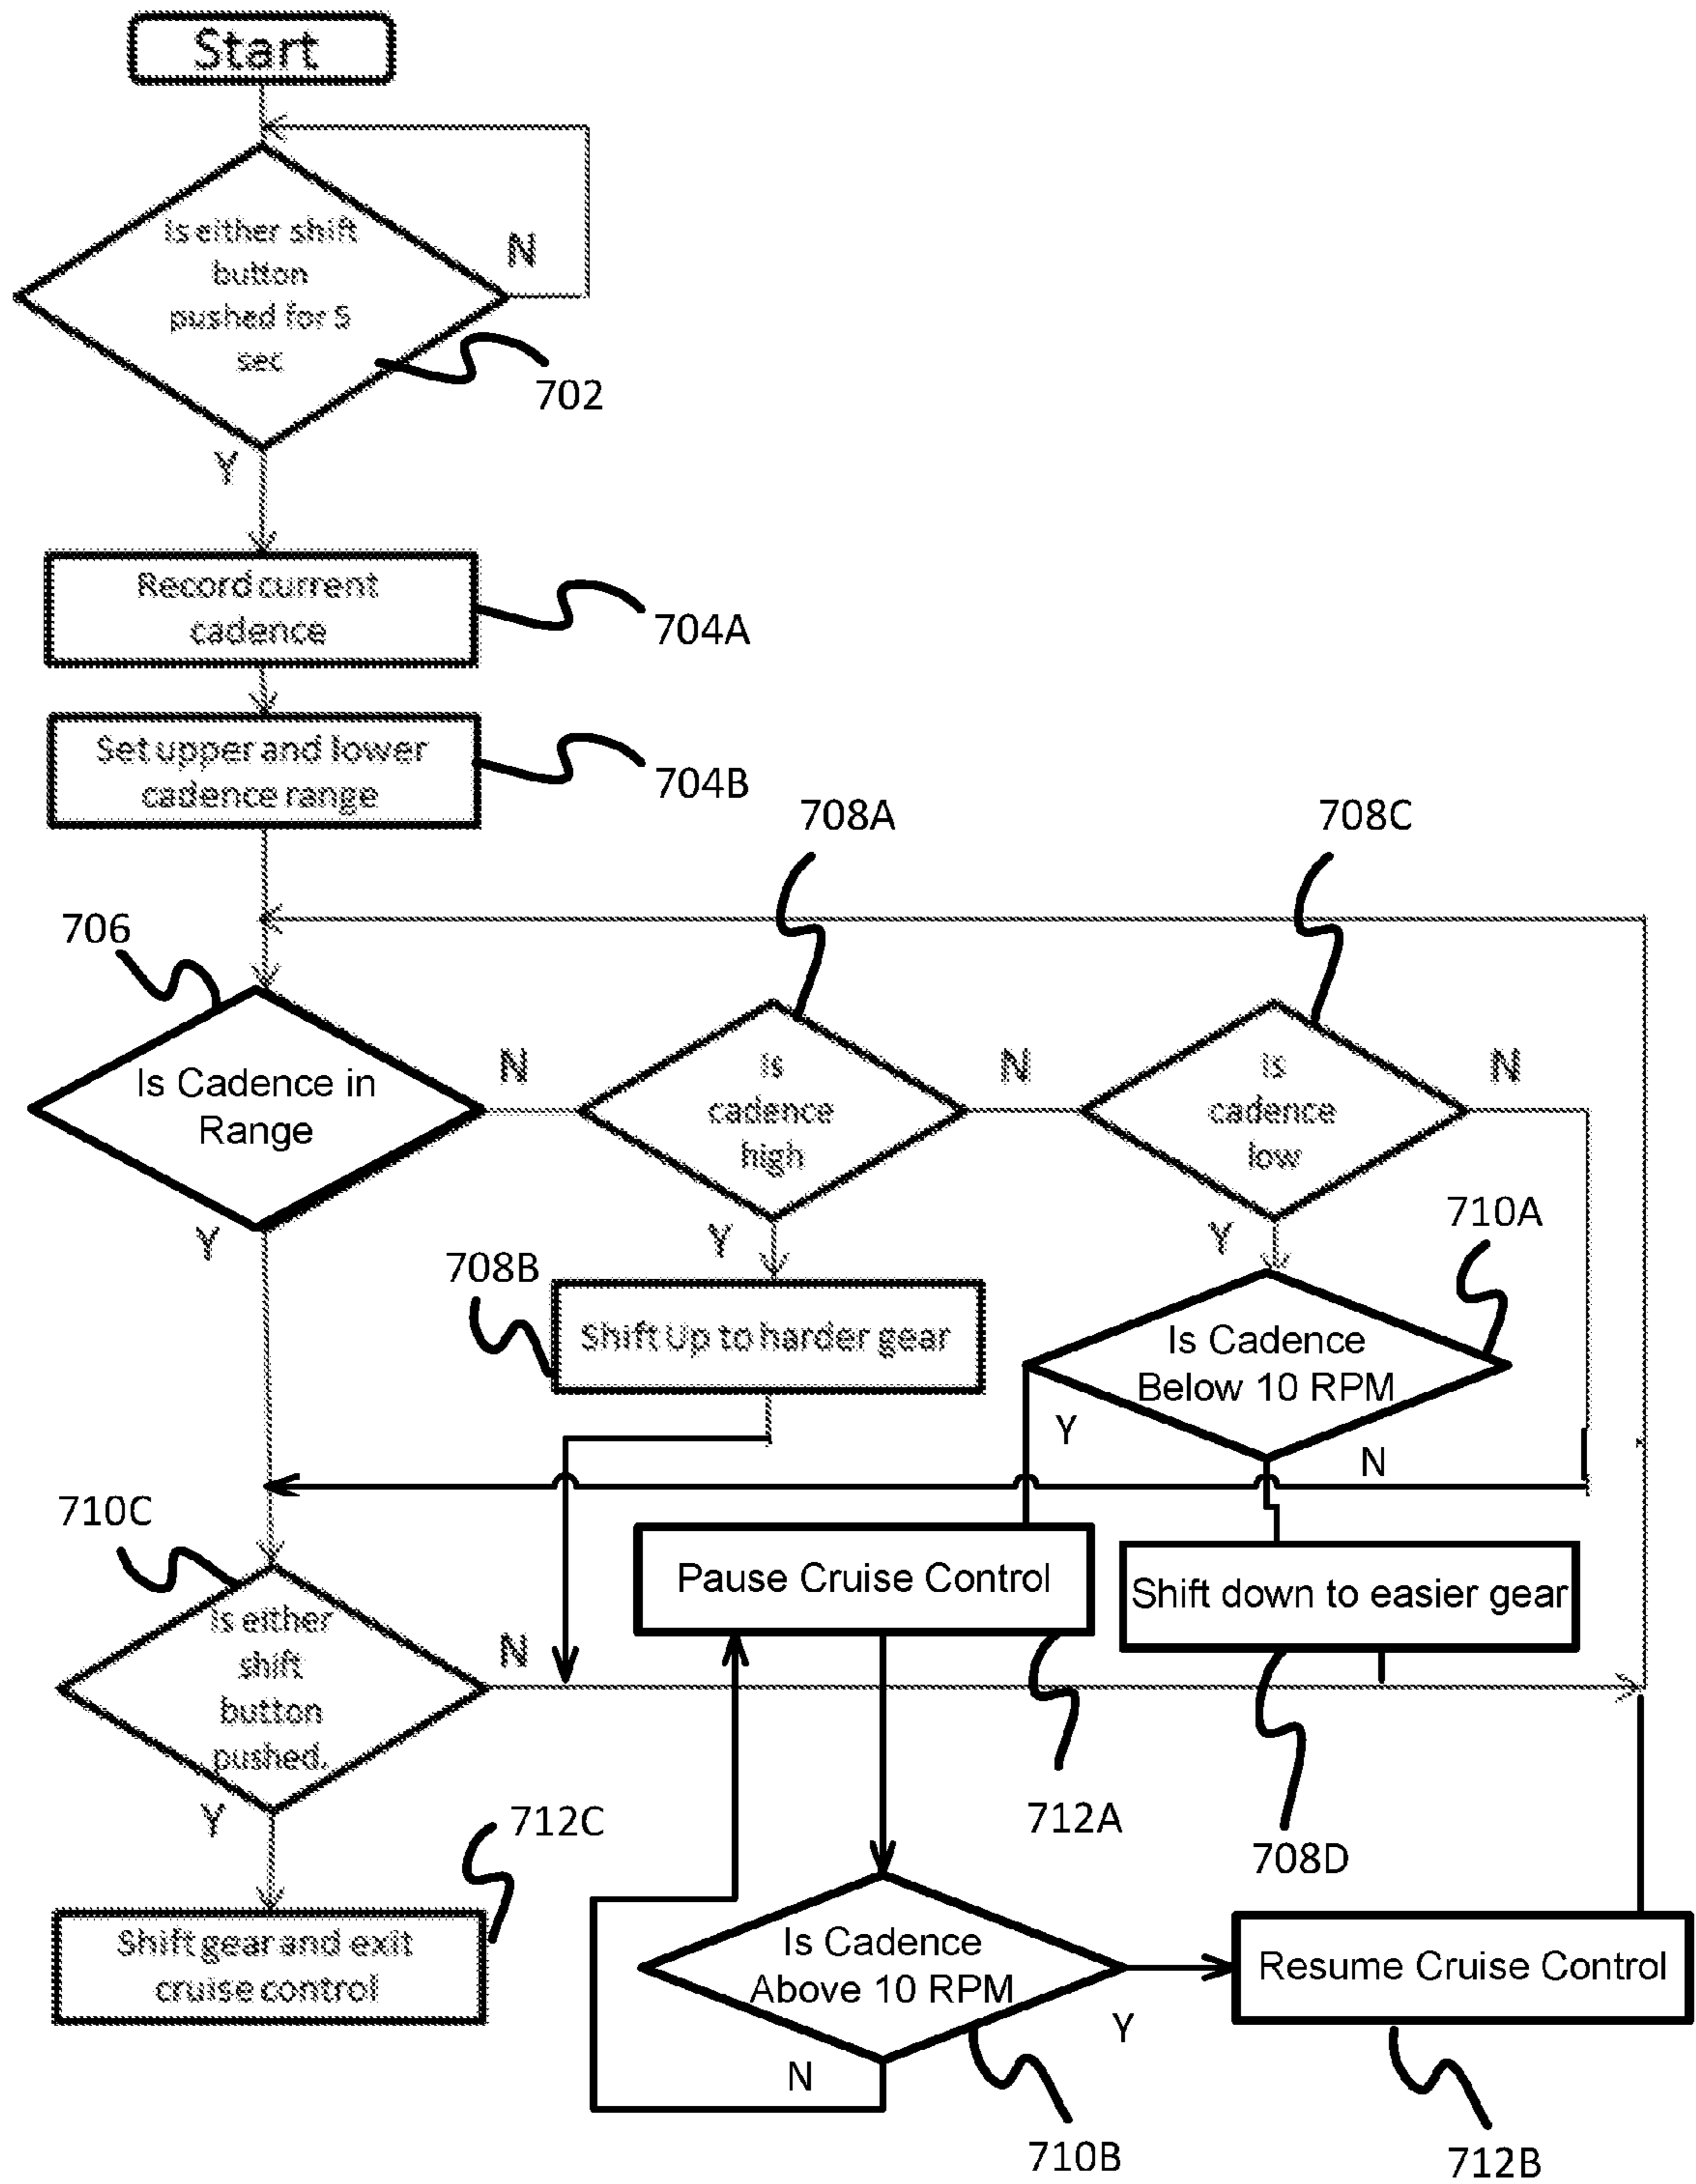 Start
Is either shift
button
pushed for 5
sec
N
702
Y
Record current
cadence
704A
Set upper and lower
cadence range
704B
708A
708C
706
Is Cadence in
Range
N
Is
cadence
high
N
Is
cadence
low
N
Y
Y
Y
710A
708B
Shift Up to harder gear
Is Cadence
Below 10 RPM
Y
N
710C
Is either
shift
button
pushed.
N
Pause Cruise Control
Shift down to easier gear
Y
712C
712A
708D
Shift gear and exit
cruise control
Is Cadence
Above 10 RPM
Y
N
Resume Cruise Control
710B
712B